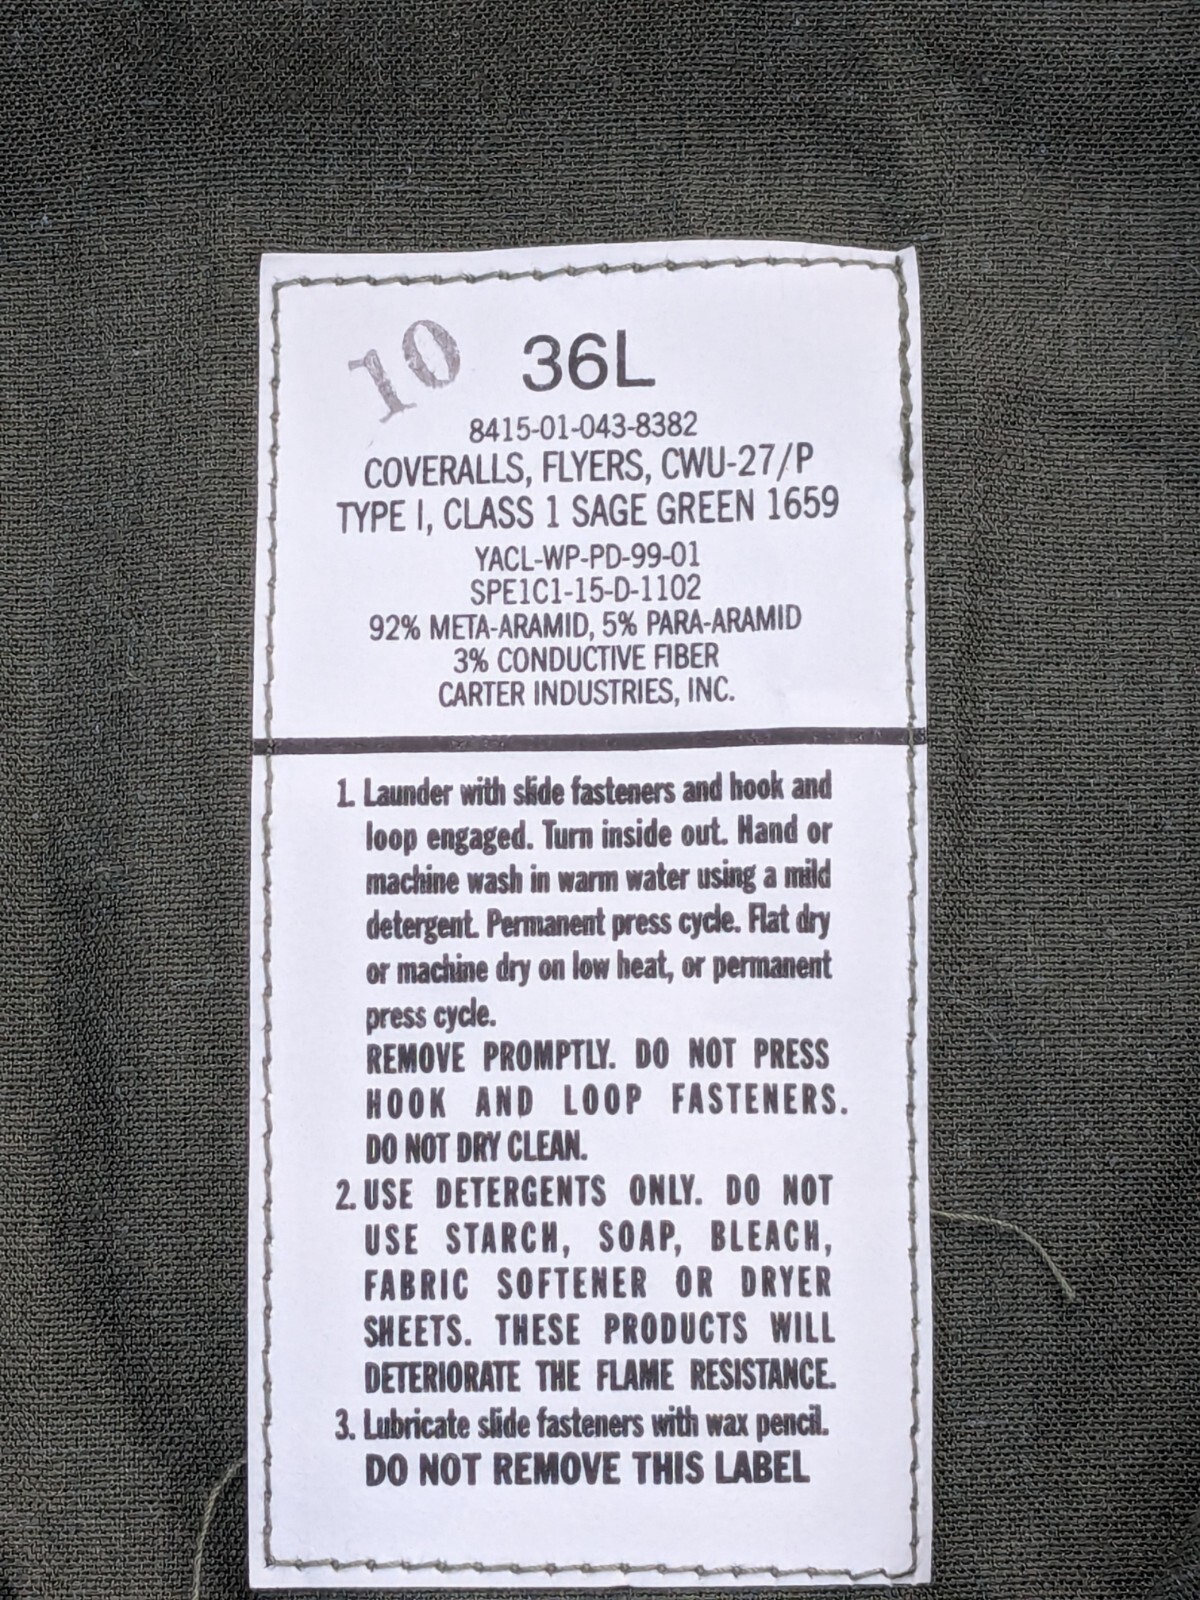 10
36L
8415-01-043-8382
COVERALLS, FLYERS, CWU-27/P
TYPE I, CLASS 1 SAGE GREEN 1659
YACL-WP-PD-99-01
SPE1C1-15-D-1102
92% META-ARAMID, 5% PARA-ARAMID
3% CONDUCTIVE FIBER
CARTER INDUSTRIES, INC.
1. Launder with slide fasteners and hook and
loop engaged. Turn inside out. Hand or
machine wash in warm water using a mild
detergent. Permanent press cycle. Flat dry
or machine dry on low heat, or permanent
press cycle.
REMOVE PROMPTLY. DO NOT PRESS
HOOK AND LOOP FASTENERS.
DO NOT DRY CLEAN.
2. USE DETERGENTS ONLY. DO NOT
USE STARCH, SOAP, BLEACH,
FABRIC SOFTENER OR DRYER
SHEETS. THESE PRODUCTS WILL
DETERIORATE THE FLAME RESISTANCE.
3. Lubricate slide fasteners with wax pencil.
DO NOT REMOVE THIS LABEL